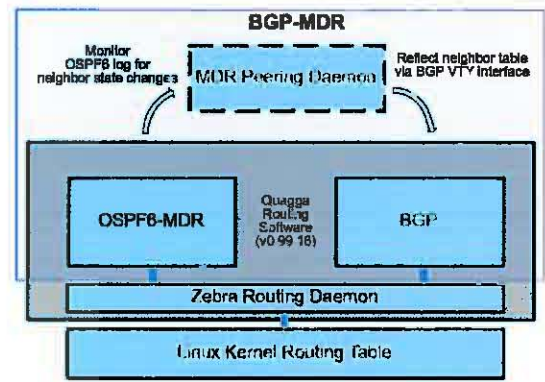 BGP-MDR
Monitor
OSPF6 log for
neighbor state changes
MDR Peering Daemon
Reflect neighbor table
via BGP VTY interface
OSPF6-MDR
Quagga
Routing
Software
(v0 99 16)
BGP
Zebra Routing Daemon
Linux Kernel Routing Table